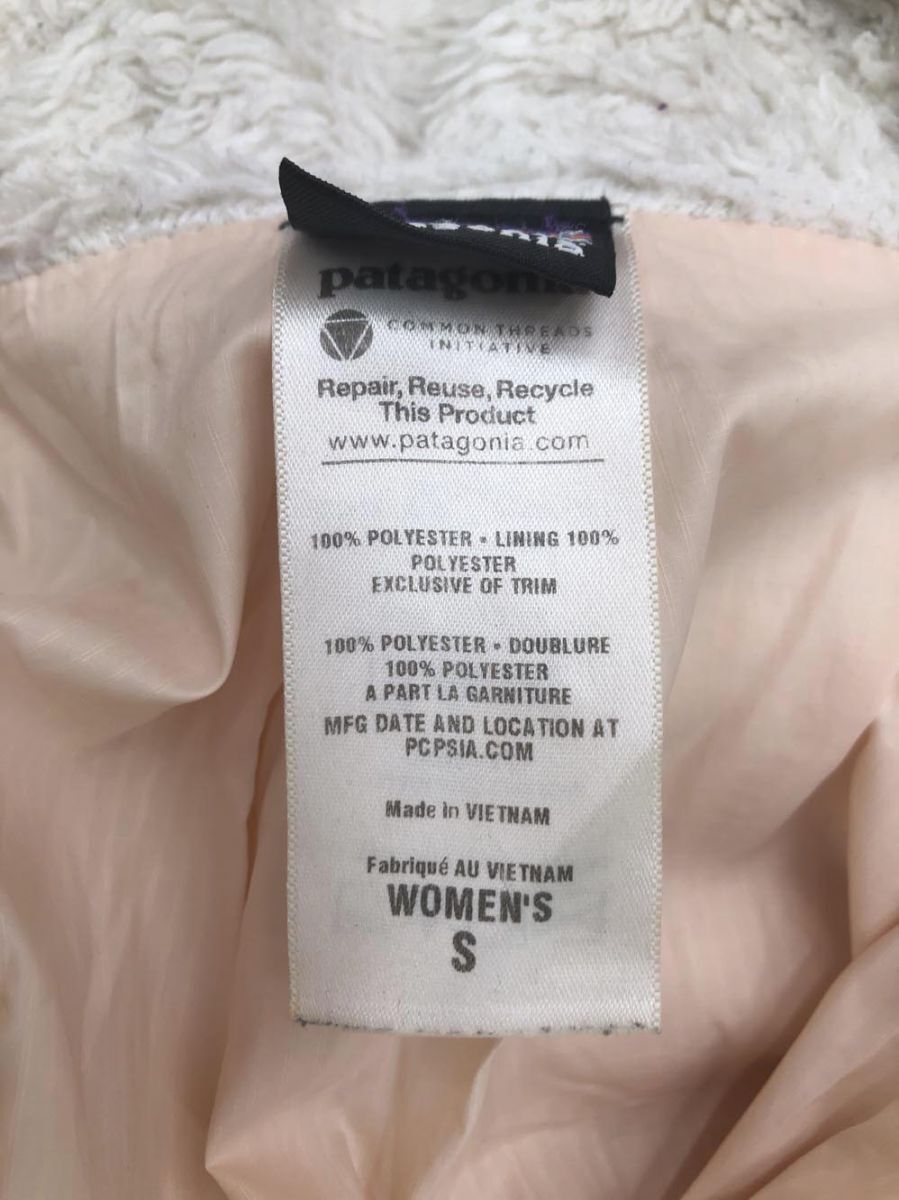 patagonia
COMMON THREADS
INITIATIVE
Repair, Reuse, Recycle
This Product
www.patagonia.com
100% POLYESTER • LINING 100%
POLYESTER
EXCLUSIVE OF TRIM
100% POLYESTER • DOUBLURE
100% POLYESTER
A PART LA GARNITURE
MFG DATE AND LOCATION AT
PCPSIA.COM
Made in VIETNAM
Fabriqué AU VIETNAM
WOMEN'S
S